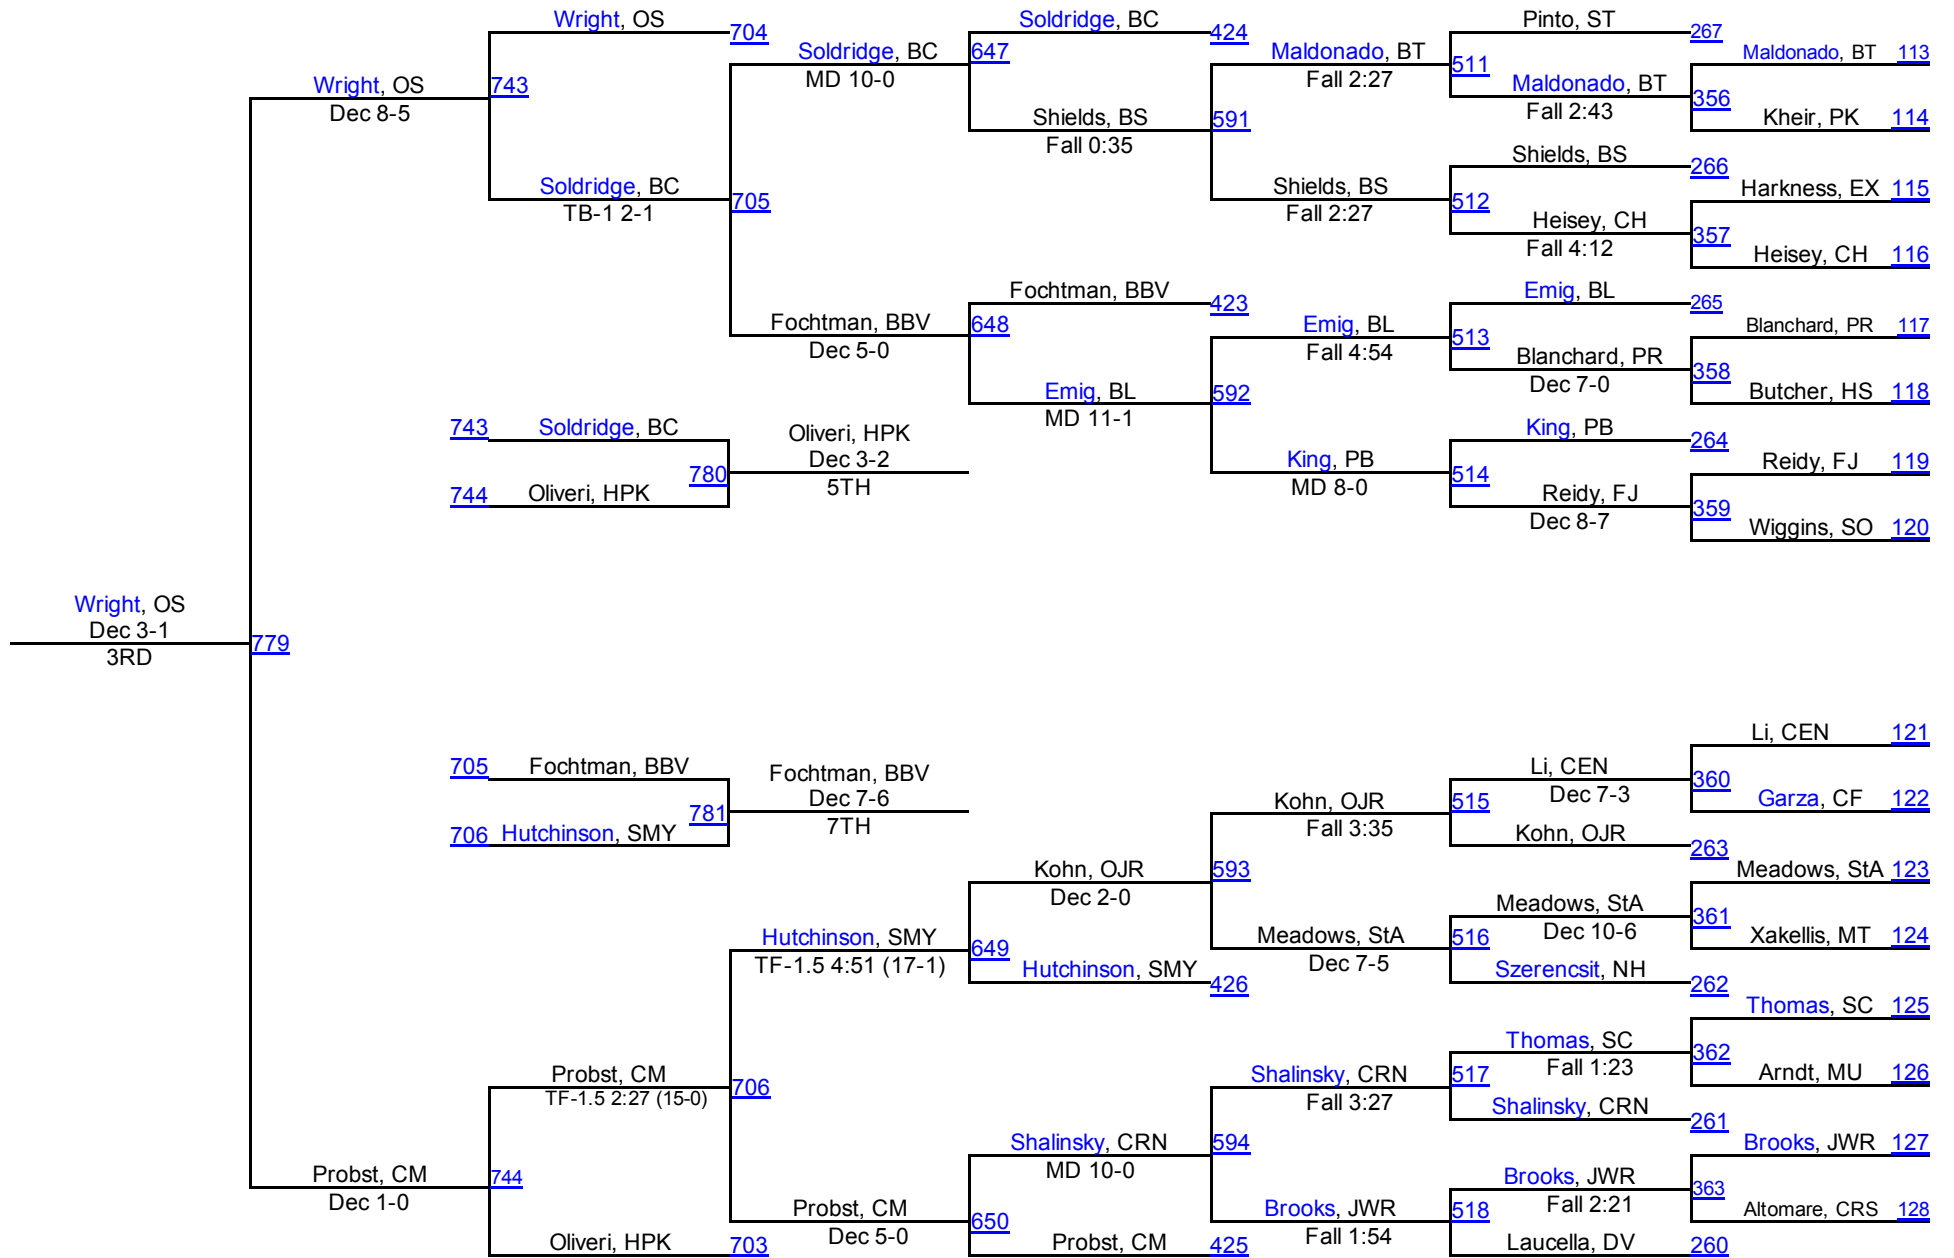 Wright, OS
704
Soldridge, BC
424
Pinto, ST
267
Soldridge, BC
MD 10-0
647
Maldonado, BT
Fall 2:27
511
Maldonado, BT 113
Wright, OS
Dec 8-5
743
Maldonado, BT
Fall 2:43
356
Kheir, PK 114
Shields, BS
Fall 0:35
591
Shields, BS
266
Soldridge, BC
TB-1 2-1
705
Shields, BS
Fall 2:27
512
Harkness, EX 115
Heisey, CH
Fall 4:12
357
Heisey, CH 116
Fochtman, BBV
423
Emig, BL
265
Fochtman, BBV
Dec 5-0
648
Emig, BL
Fall 4:54
513
Blanchard, PR 117
Blanchard, PR
Dec 7-0
358
Butcher, HS 118
Emig, BL
MD 11-1
592
743 Soldridge, BC
Oliveri, HPK
Dec 3-2
5TH
780
744 Oliveri, HPK
King, PB
264
King, PB
MD 8-0
514
Reidy, FJ 119
Reidy, FJ
Dec 8-7
359
Wiggins, SO 120
Wright, OS
Dec 3-1
3RD
779
Li, CEN 121
705 Fochtman, BBV
Fochtman, BBV
Dec 7-6
7TH
781
706 Hutchinson, SMY
Li, CEN
Dec 7-3
360
Garza, CF 122
Kohn, OJR
Fall 3:35
515
Kohn, OJR
263
Kohn, OJR
Dec 2-0
593
Meadows, StA 123
Meadows, StA
Dec 10-6
361
Xakellis, MT 124
Hutchinson, SMY
TF-1.5 4:51 (17-1)
649
Meadows, StA
Dec 7-5
516
Hutchinson, SMY
426
Szerencsit, NH
262
Thomas, SC 125
Thomas, SC
Fall 1:23
362
Arndt, MU 126
Probst, CM
TF-1.5 2:27 (15-0)
706
Shalinsky, CRN
Fall 3:27
517
Shalinsky, CRN
261
Shalinsky, CRN
MD 10-0
594
Brooks, JWR 127
Probst, CM
Dec 1-0
744
Brooks, JWR
Fall 2:21
363
Altomare, CRS 128
Probst, CM
Dec 5-0
650
Brooks, JWR
Fall 1:54
518
Oliveri, HPK
703
Probst, CM
425
Laucella, DV
260